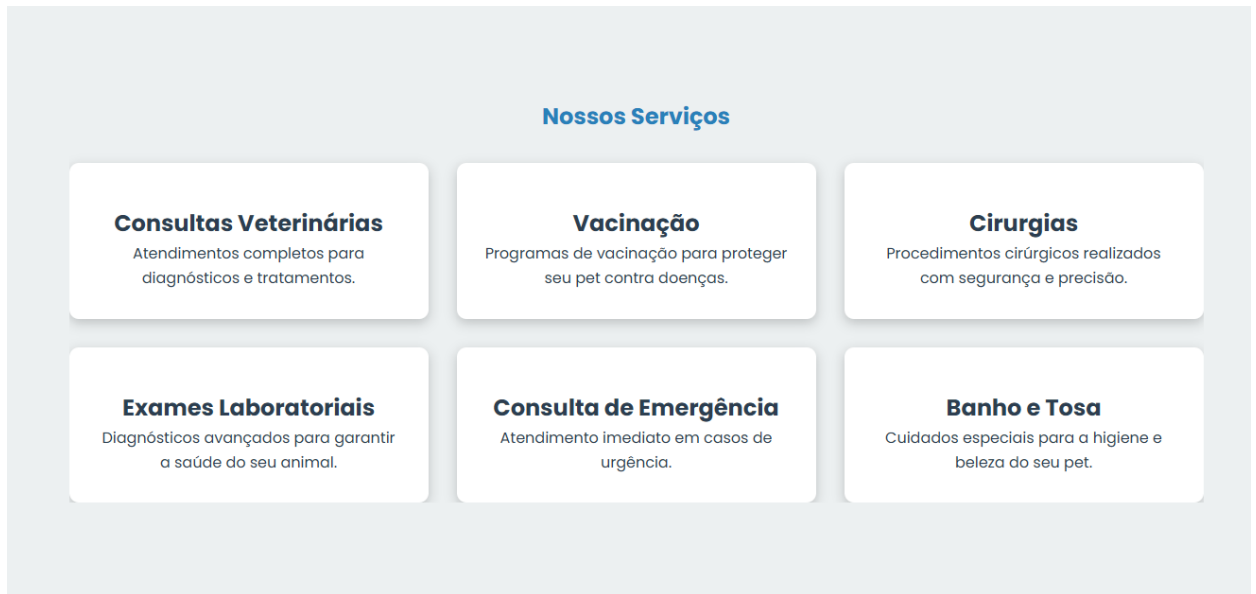 Nossos Serviços
Consultas Veterinárias
Atendimentos completos para
diagnósticos e tratamentos.
Vacinação
Programas de vacinação para proteger
seu pet contra doenças.
Cirurgias
Procedimentos cirúrgicos realizados
com segurança e precisão.
Exames Laboratoriais
Diagnósticos avançados para garantir
a saúde do seu animal.
Consulta de Emergência
Atendimento imediato em casos de
urgência.
Banho e Tosa
Cuidados especiais para a higiene e
beleza do seu pet.